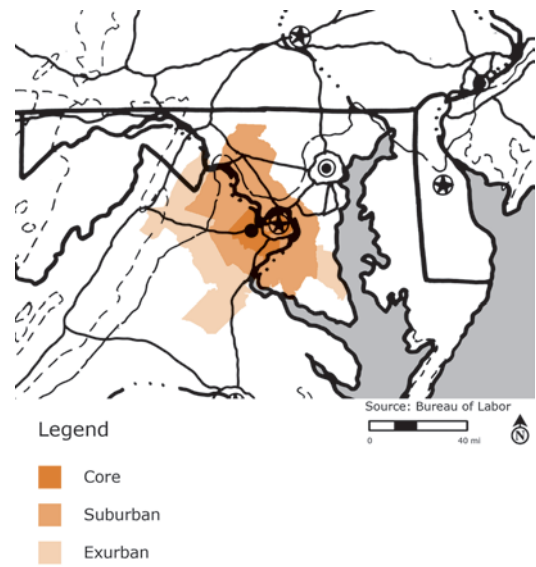 Source: Bureau of Labor
0 40 mi
N
Legend
Core
Suburban
Exurban